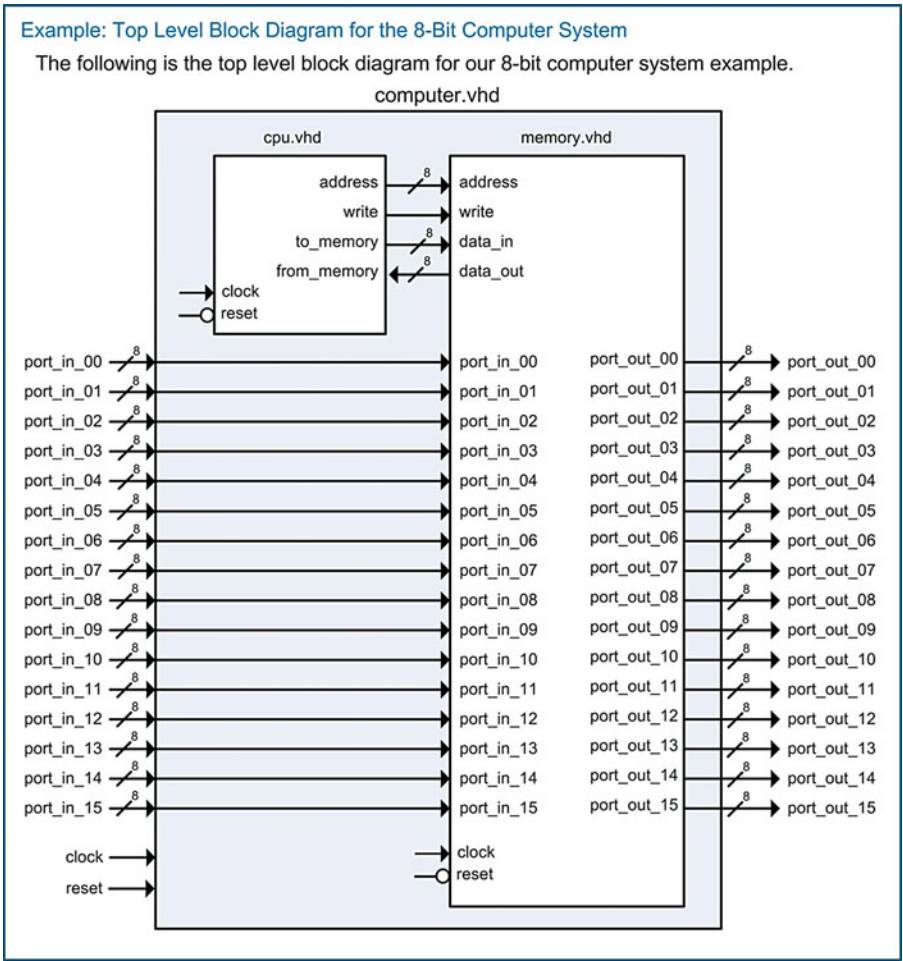 Example: Top Level Block Diagram for the 8-Bit Computer System
The following is the top level block diagram for our 8-bit computer system example.
computer.vhd
cpu.vhd
memory.vhd
address 8 address
write write
to_memory 8 data_in
from_memory 8 data_out
clock
reset
port_in_00 8 port_in_00 port_out_00 8 port_out_00
port_in_01 8 port_in_01 port_out_01 8 port_out_01
port_in_02 8 port_in_02 port_out_02 8 port_out_02
port_in_03 8 port_in_03 port_out_03 8 port_out_03
port_in_04 8 port_in_04 port_out_04 8 port_out_04
port_in_05 8 port_in_05 port_out_05 8 port_out_05
port_in_06 8 port_in_06 port_out_06 8 port_out_06
port_in_07 8 port_in_07 port_out_07 8 port_out_07
port_in_08 8 port_in_08 port_out_08 8 port_out_08
port_in_09 8 port_in_09 port_out_09 8 port_out_09
port_in_10 8 port_in_10 port_out_10 8 port_out_10
port_in_11 8 port_in_11 port_out_11 8 port_out_11
port_in_12 8 port_in_12 port_out_12 8 port_out_12
port_in_13 8 port_in_13 port_out_13 8 port_out_13
port_in_14 8 port_in_14 port_out_14 8 port_out_14
port_in_15 8 port_in_15 port_out_15 8 port_out_15
clock clock
reset reset